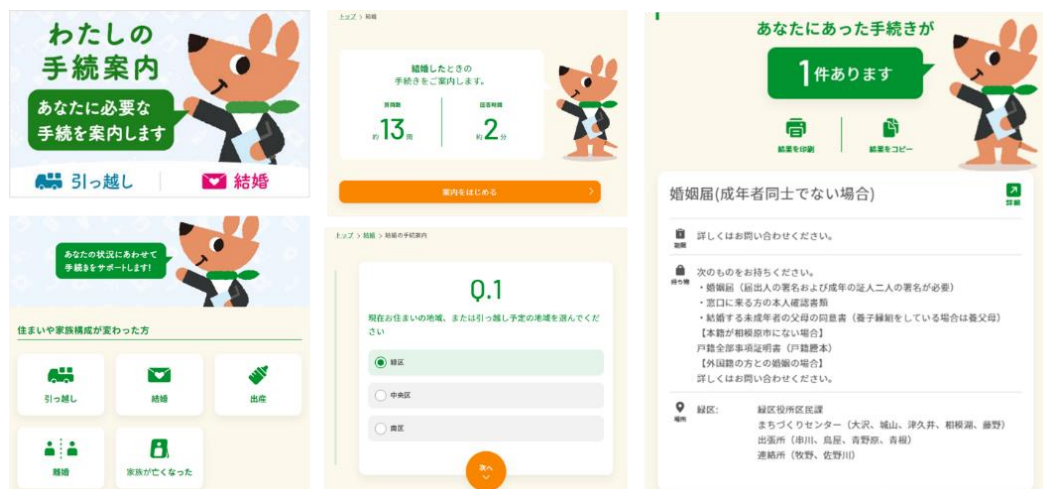 わたしの
手続案内
あなたに必要な
手続を案内します
引っ越し
結婚
あなたの状況にあわせて
手続きをサポートします!
住まいや家族構成が変わった方
引っ越し
結婚
出産
離婚
家族が亡くなった
トップ > 結婚
結婚したときの
手続きをご案内します。
質問数
約13問
回答時間
約2分
案内をはじめる
トップ > 結婚 > 結婚の手続案内
Q.1
現在お住まいの地域、または引っ越し予定の地域を選んでくだ
さい
緑区
中央区
南区
次へ
あなたにあった手続きが
1件あります
結果を印刷
結果をコピー
婚姻届(成年者同士でない場合)
詳細
期限
詳しくはお問い合わせください。
持ち物
次のものをお持ちください。
・婚姻届(届出人の署名および成年の証人二人の署名が必要)
・窓口に来る方の本人確認書類
・結婚する未成年者の父母の同意書(養子縁組をしている場合は養父母)
【本籍が相模原市にない場合】
戸籍全部事項証明書(戸籍謄本)
【外国籍の方との婚姻の場合】
詳しくはお問い合わせください。
場所
緑区: 緑区役所区民課
まちづくりセンター(大沢、城山、津久井、相模湖、藤野)
出張所(串川、鳥屋、青野原、青根)
連絡所(牧野、佐野川)